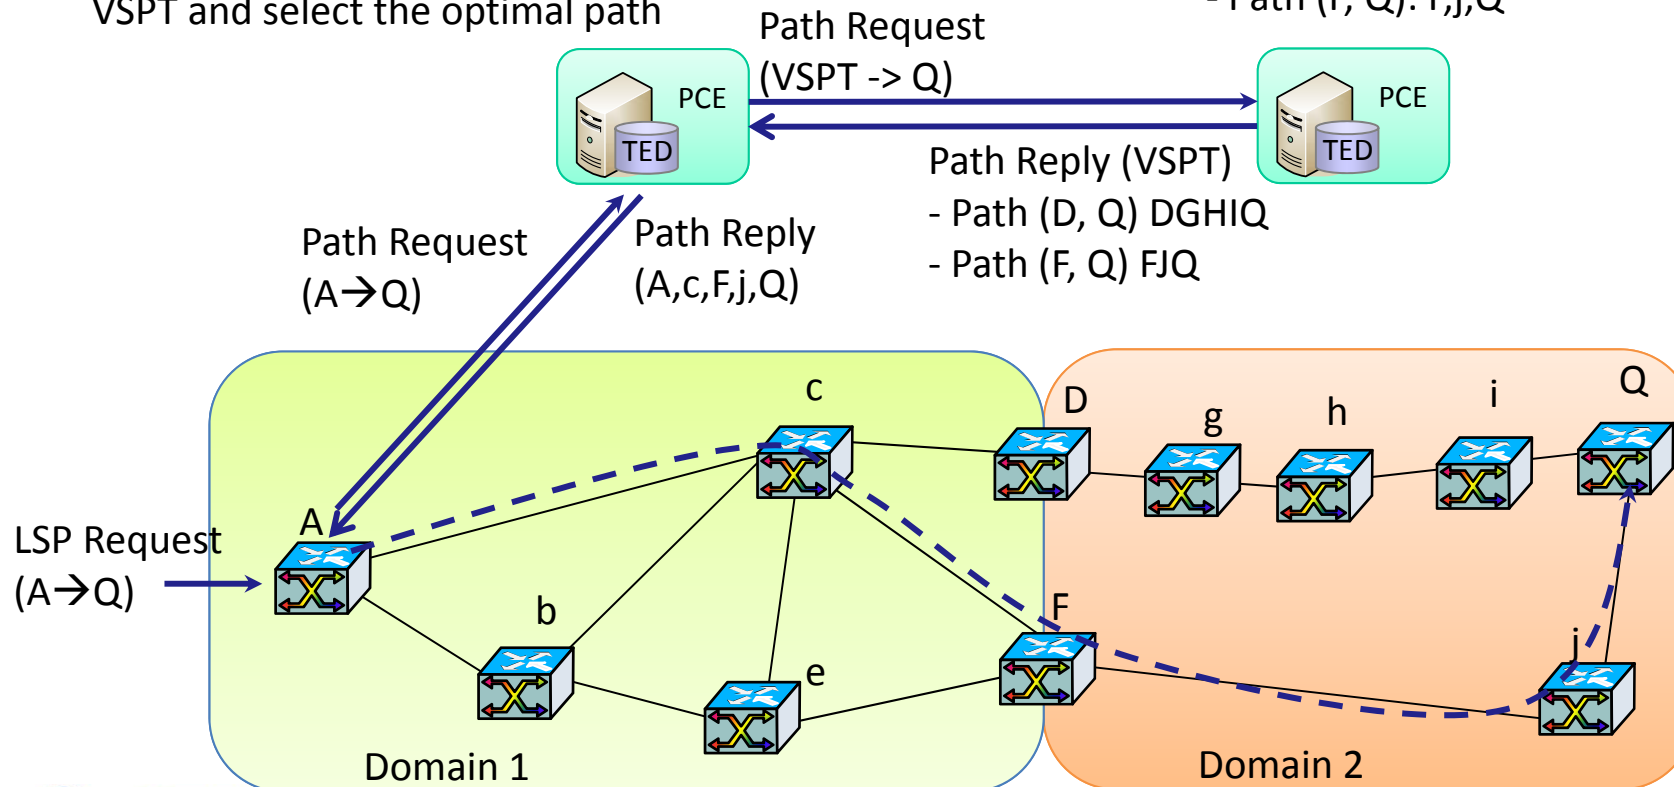 VSPT and select the optimal path
- Path (F, Q): F,j,Q
Path Request
(VSPT -> Q)
PCE
TED
PCE
TED
Path Reply (VSPT)
- Path (D, Q) DGHIQ
- Path (F, Q) FJQ
Path Request
(A→Q)
Path Reply
(A,c,F,j,Q)
c
D
g
h
i
Q
A
LSP Request
(A→Q)
b
e
F
j
Domain 1
Domain 2